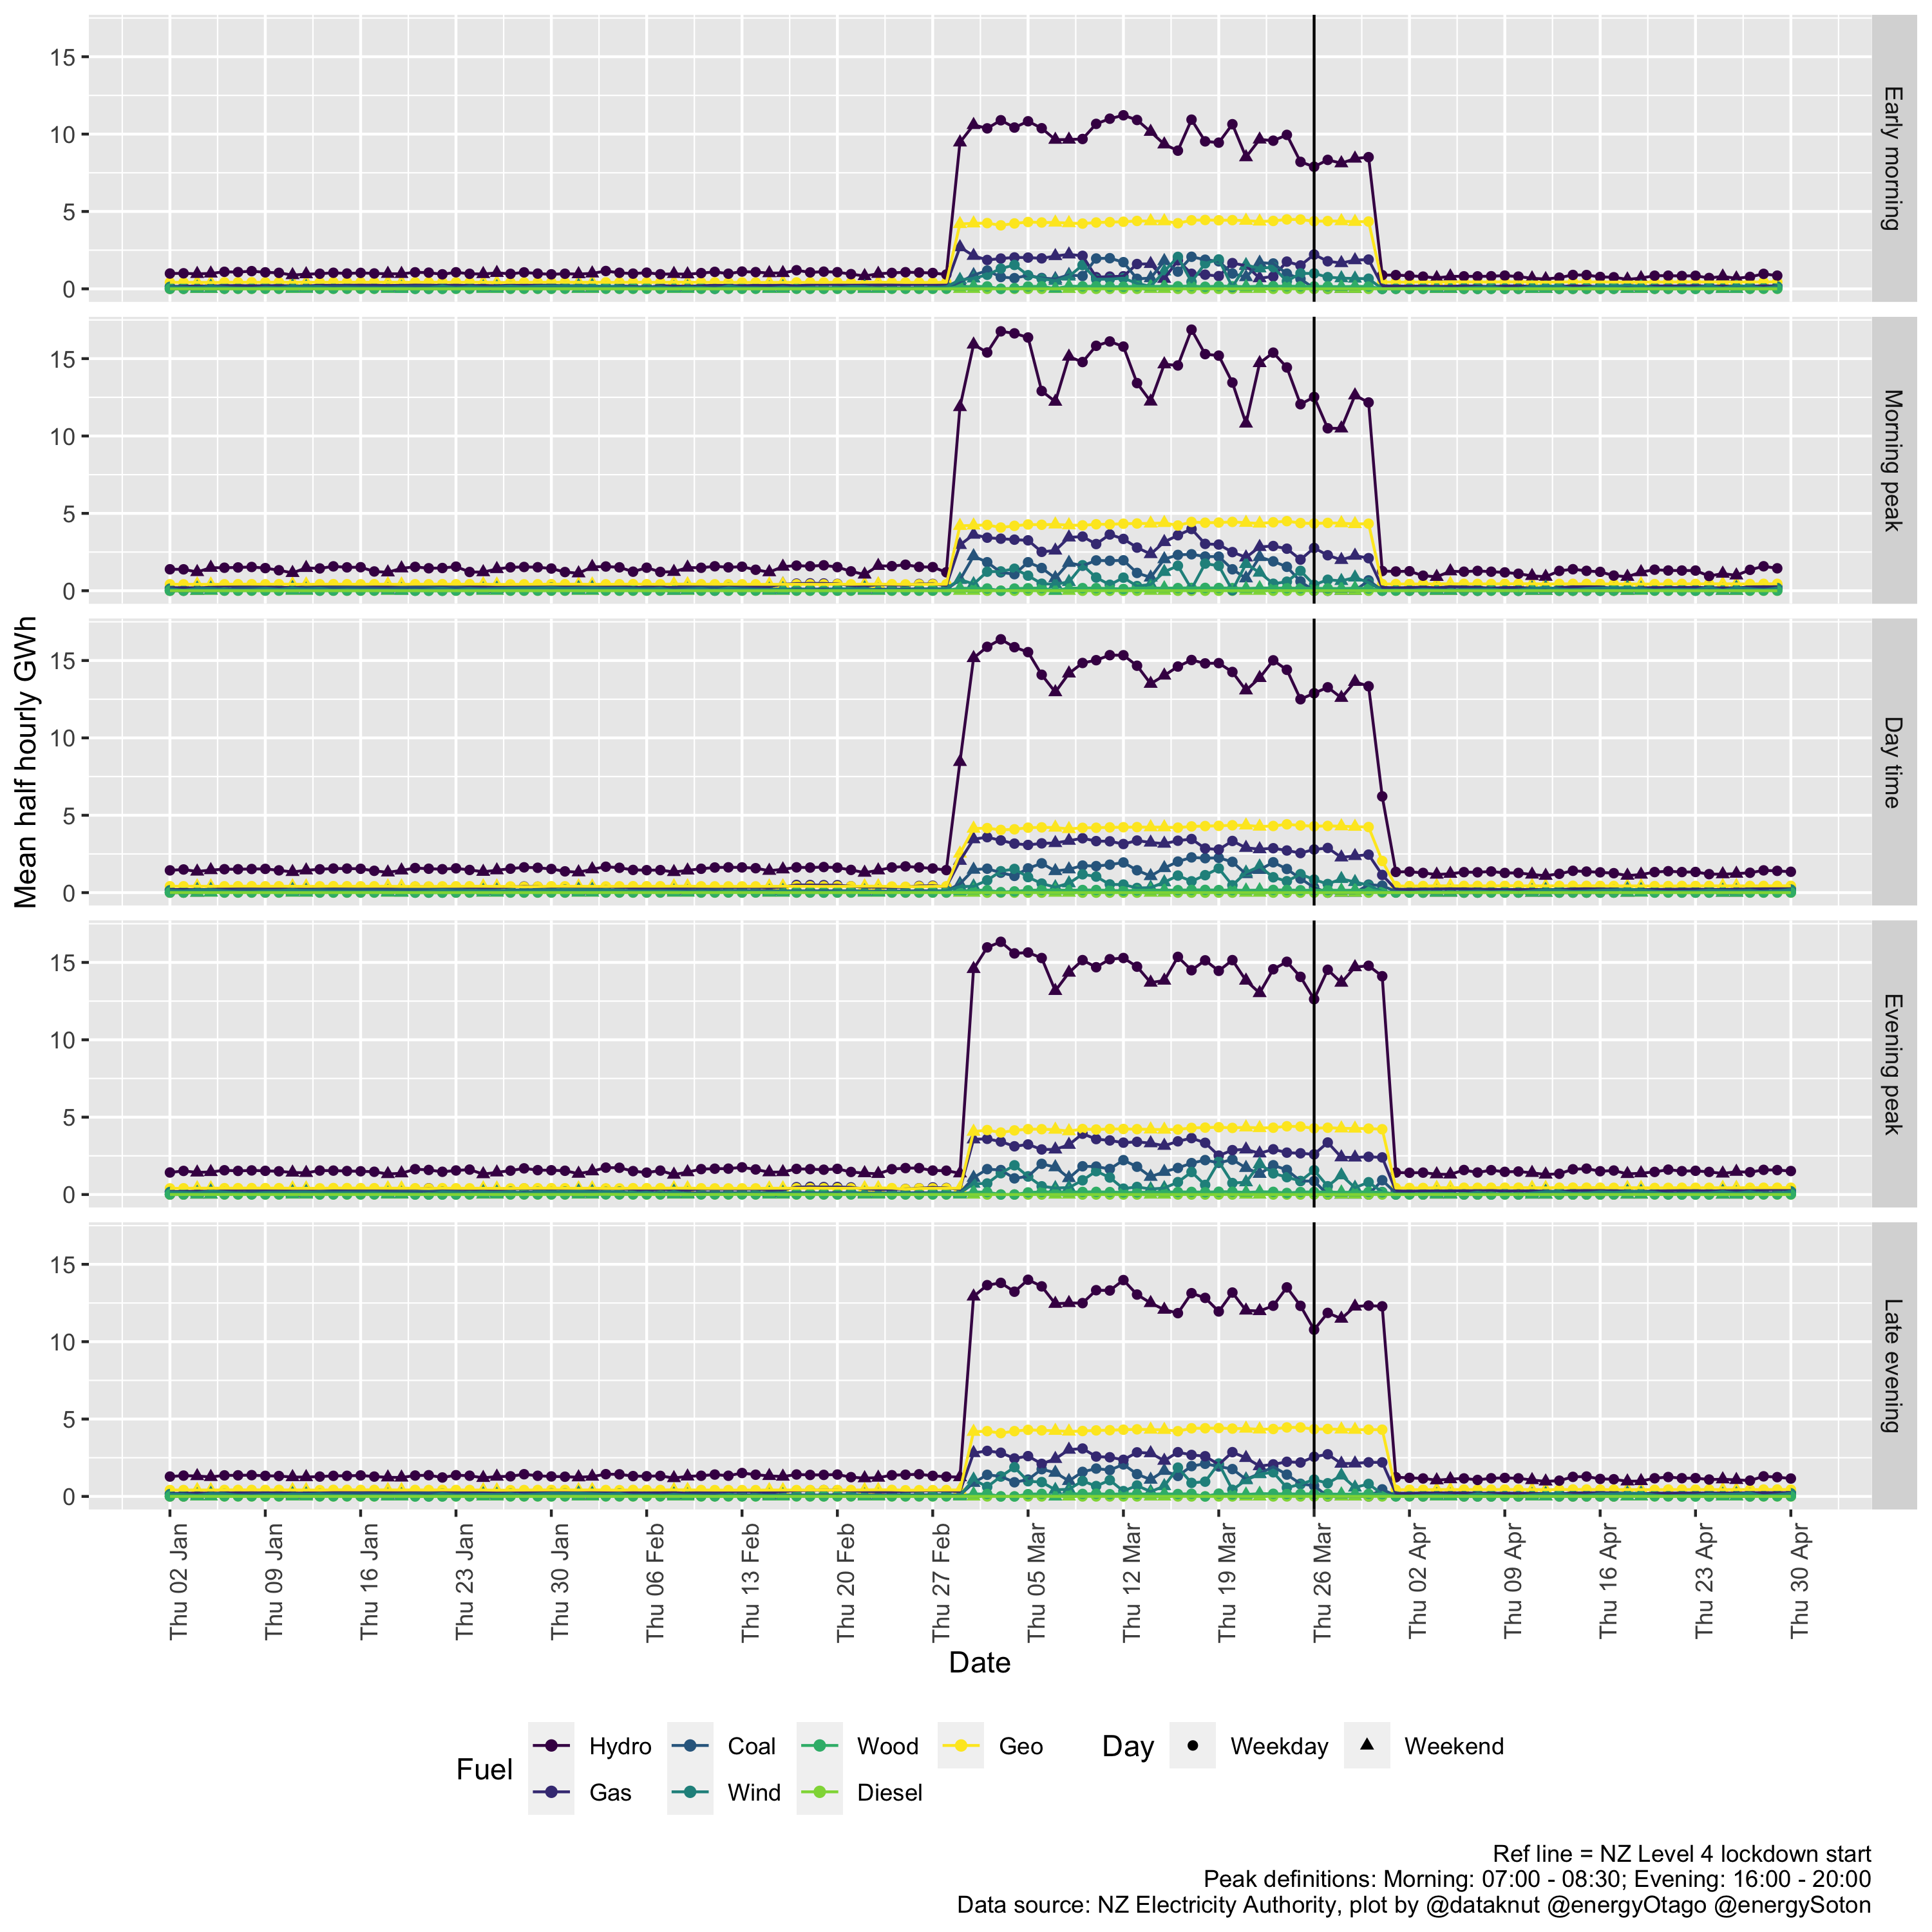 Mean half hourly GWh
15
10
5
0
Early morning
15
10
5
0
Morning peak
15
10
5
0
Day time
15
10
5
0
Evening peak
15
10
5
0
Late evening
Thu 02 Jan
Thu 09 Jan
Thu 16 Jan
Thu 23 Jan
Thu 30 Jan
Thu 06 Feb
Thu 13 Feb
Thu 20 Feb
Thu 27 Feb
Thu 05 Mar
Thu 12 Mar
Thu 19 Mar
Thu 26 Mar
Thu 02 Apr
Thu 09 Apr
Thu 16 Apr
Thu 23 Apr
Thu 30 Apr
Date
Fuel
Hydro
Gas
Coal
Wind
Wood
Diesel
Geo
Day
Weekday
Weekend
Ref line = NZ Level 4 lockdown start
Peak definitions: Morning: 07:00 - 08:30; Evening: 16:00 - 20:00
Data source: NZ Electricity Authority, plot by @dataknut @energyOtago @energySoton